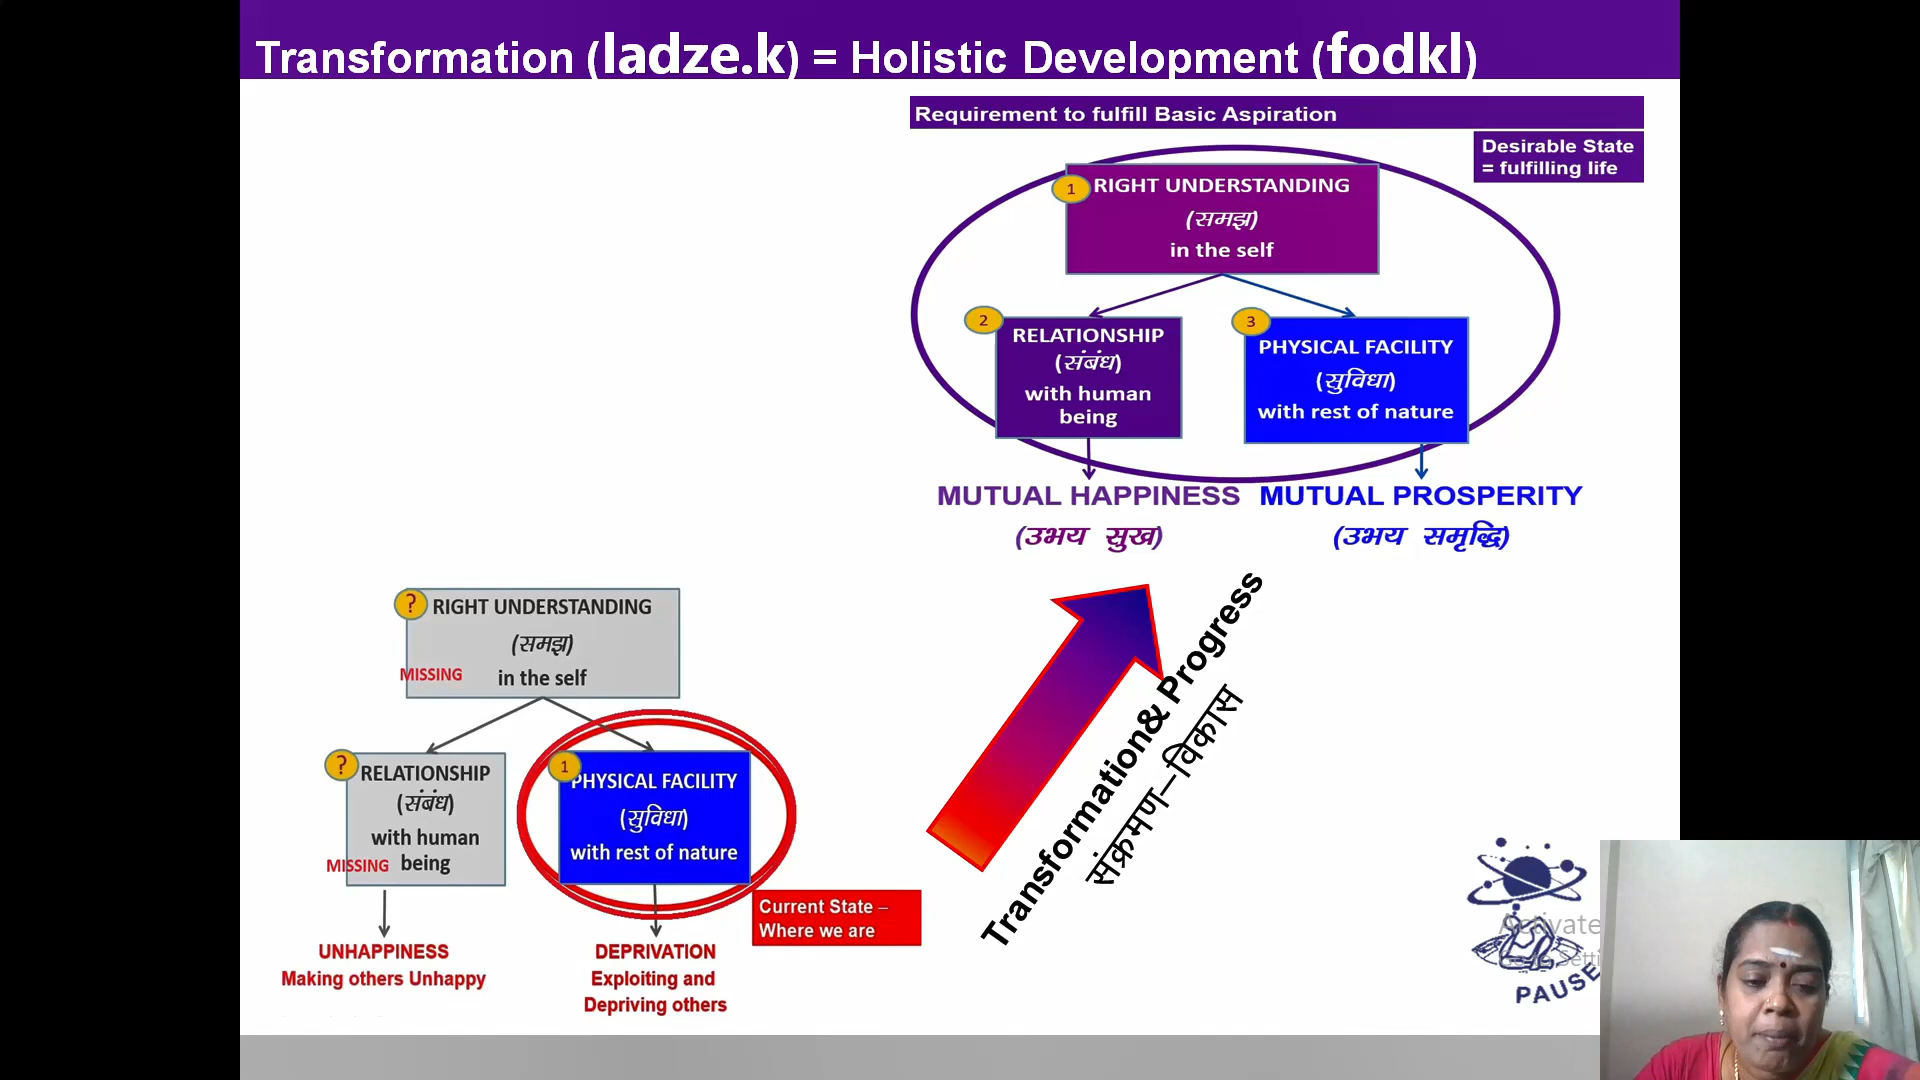 Transformation (ladze.k) = Holistic Development (fodkl)
Requirement to fulfill Basic Aspiration
Desirable State
= fulfilling life
1
RIGHT UNDERSTANDING
(समझ)
in the self
2
RELATIONSHIP
(संबंध)
with human
being
3
PHYSICAL FACILITY
(सुविधा)
with rest of nature
MUTUAL HAPPINESS
(उभय सुख)
MUTUAL PROSPERITY
(उभय समृद्धि)
?
RIGHT UNDERSTANDING
(समझ)
MISSING
in the self
?
RELATIONSHIP
(संबंध)
with human
MISSING
being
1
PHYSICAL FACILITY
(सुविधा)
with rest of nature
Current State –
Where we are
UNHAPPINESS
Making others Unhappy
DEPRIVATION
Exploiting and
Depriving others
Transformation& Progress
संक्रमण–विकास
Activate
PAUSE